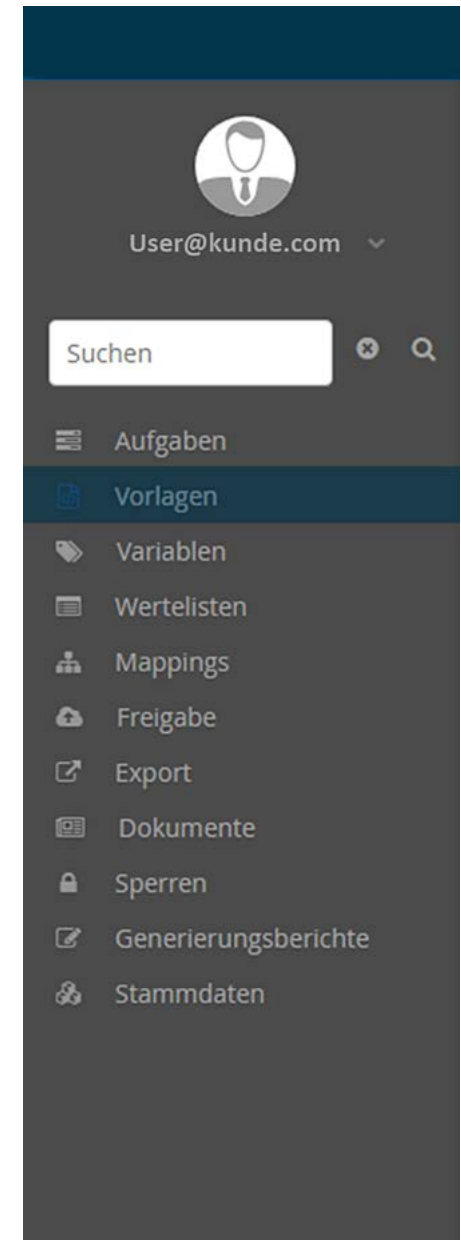 User@kunde.com
Suchen
Aufgaben
Vorlagen
Variablen
Wertelisten
Mappings
Freigabe
Export
Dokumente
Sperren
Generierungsberichte
Stammdaten